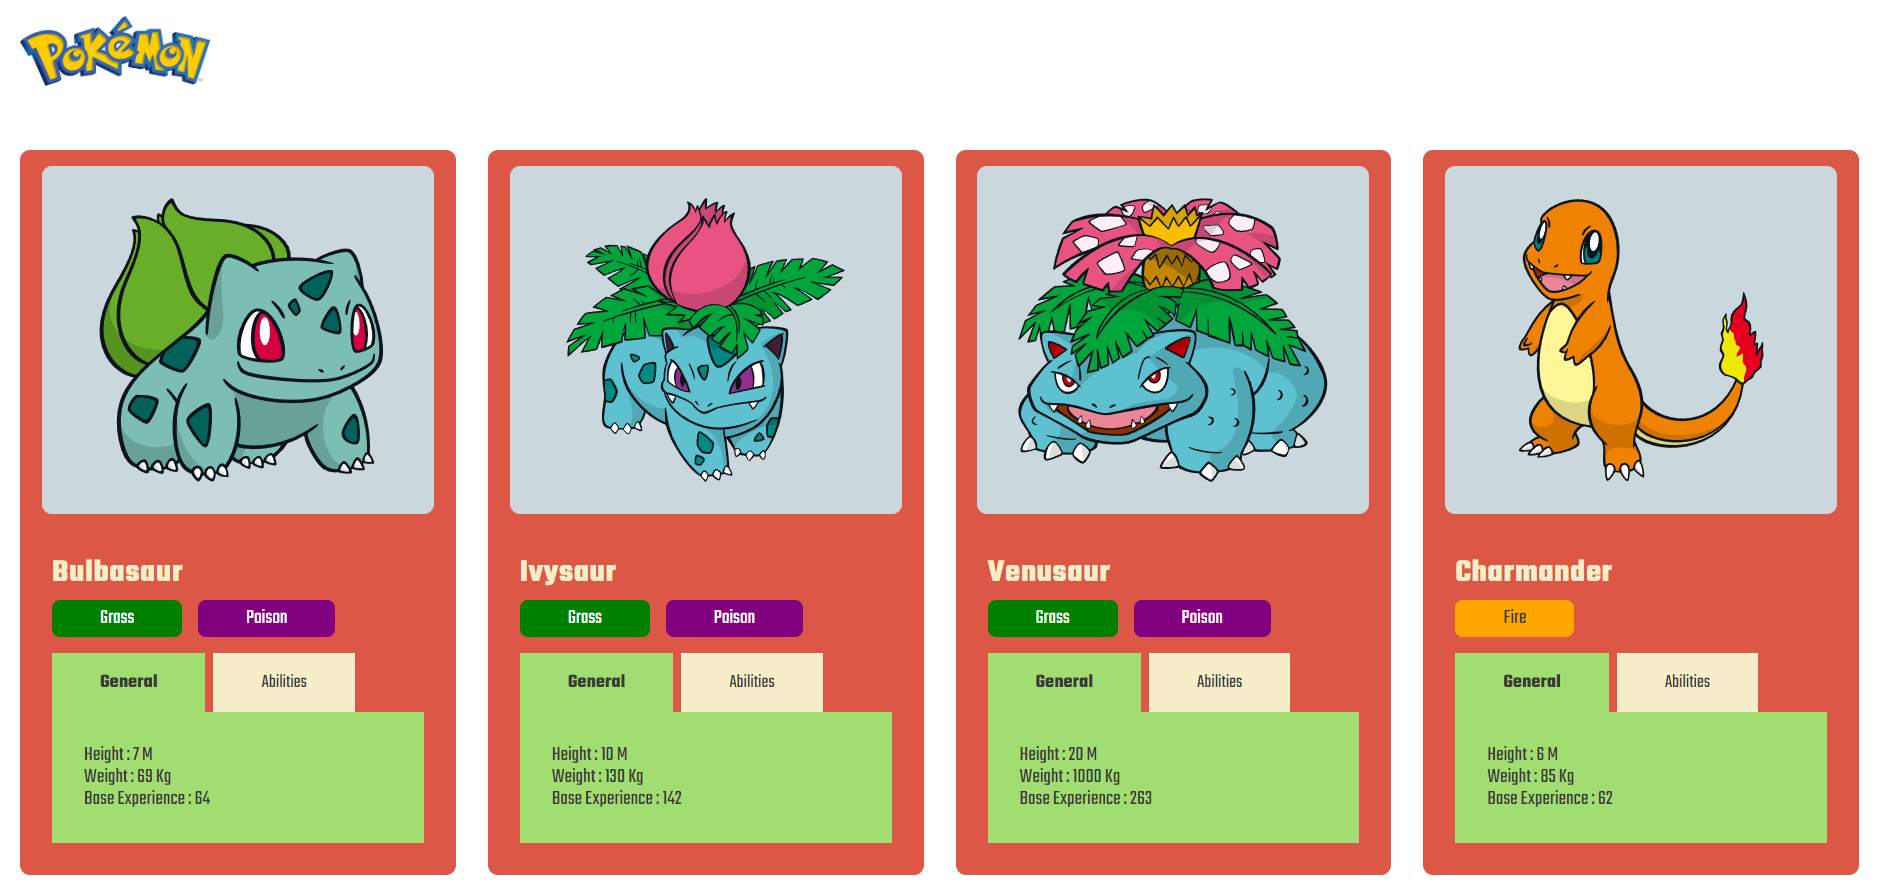 Pokémon
Bulbasaur
Grass Poison
General Abilities
Height : 7 M
Weight : 69 Kg
Base Experience : 64
Ivysaur
Grass Poison
General Abilities
Height : 10 M
Weight : 130 Kg
Base Experience : 142
Venusaur
Grass Poison
General Abilities
Height : 20 M
Weight : 1000 Kg
Base Experience : 263
Charmander
Fire
General Abilities
Height : 6 M
Weight : 85 Kg
Base Experience : 62